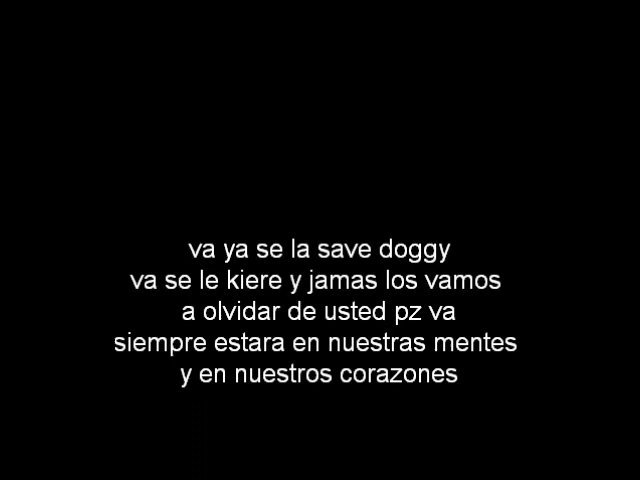 va ya se la save doggy
va se le kiere y jamas los vamos
a olvidar de usted pz va
siempre estara en nuestras mentes
y en nuestros corazones